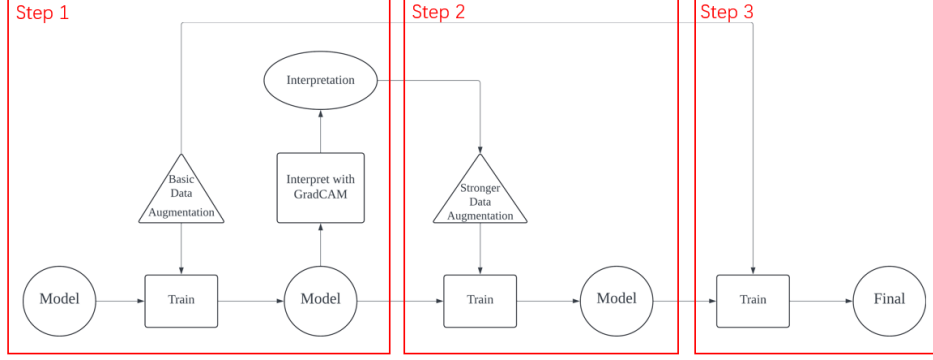 Step 1
Step 2
Step 3
Interpretation
Basic
Data
Augmentation
Interpret with
GradCAM
Stronger
Data
Augmentation
Model
Train
Model
Train
Model
Train
Final